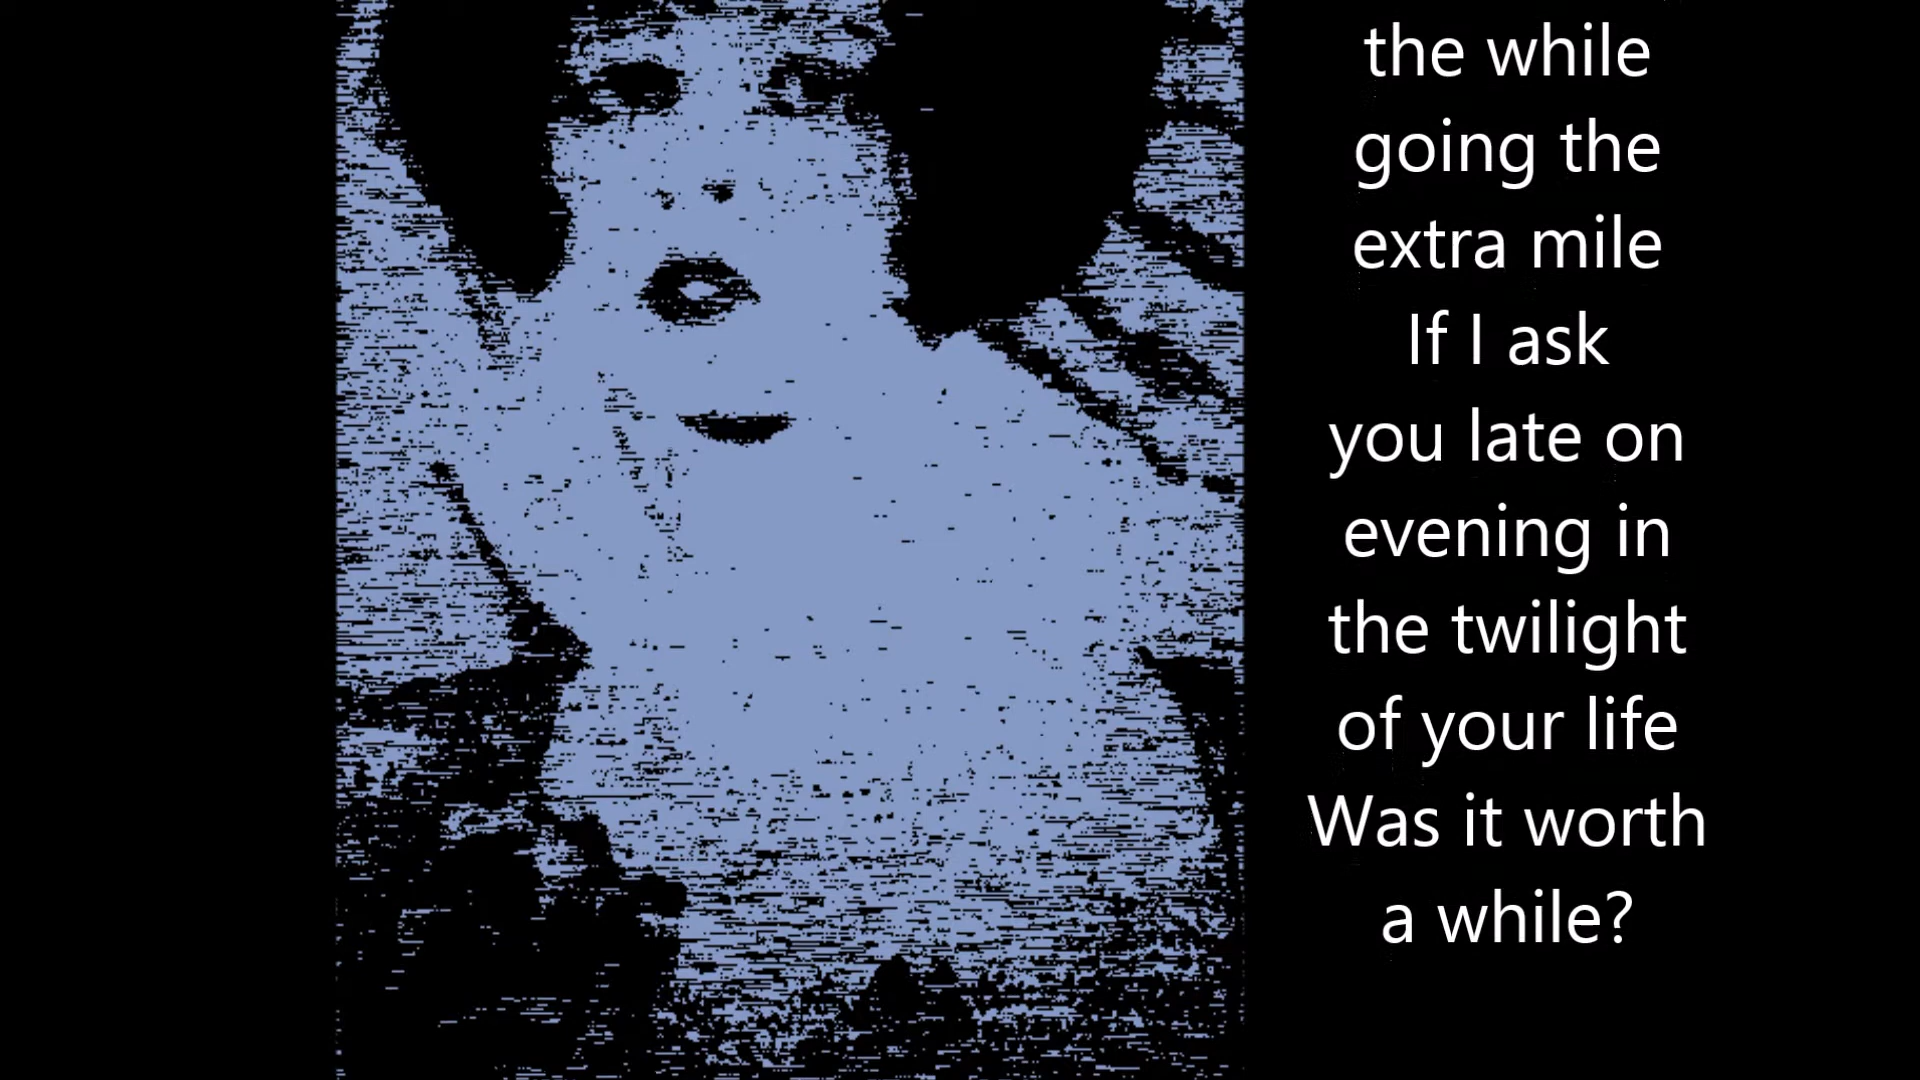 the while
going the
extra mile
If I ask
you late on
evening in
the twilight
of your life
Was it worth
a while?